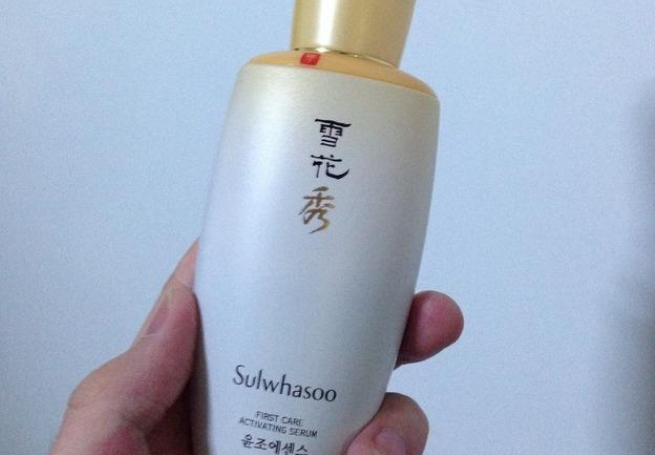 雪
花
秀
Sulwhasoo
FIRST CARE
ACTIVATING SERUM
윤조에센스